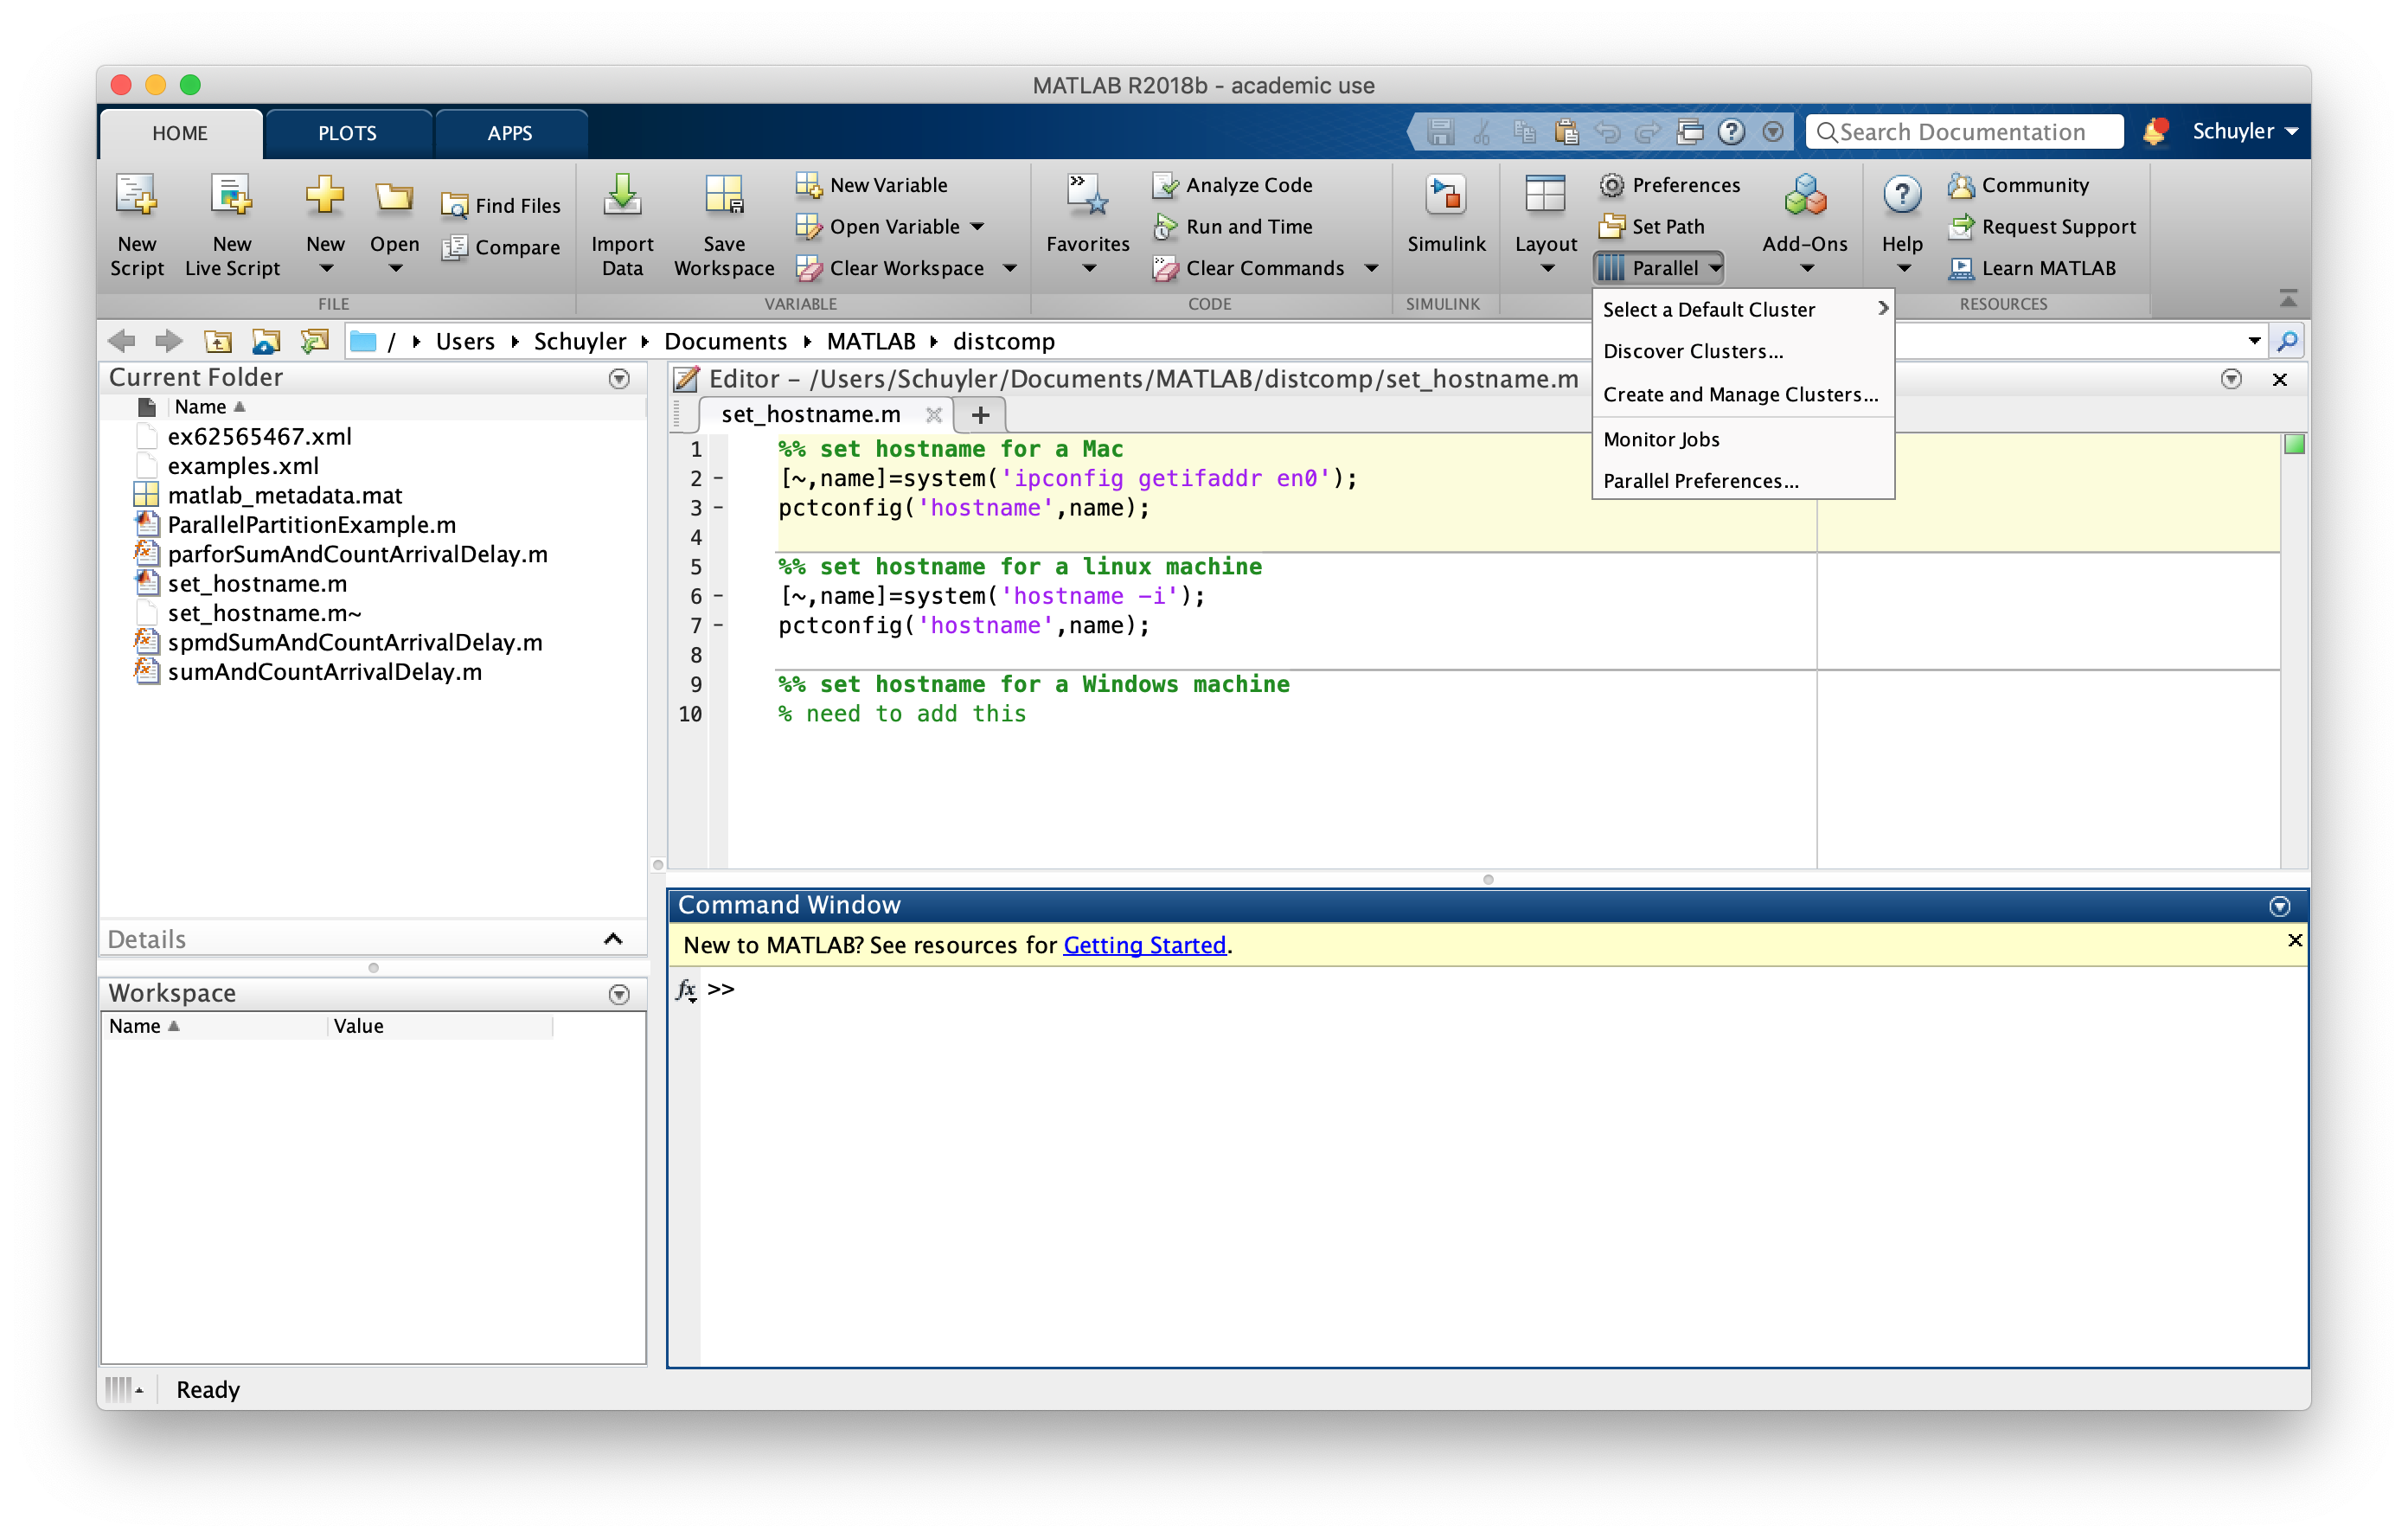 MATLAB R2018b - academic use
HOME PLOTS APPS
Search Documentation
Schuyler
New Script
New Live Script
New
Open
Find Files
Compare
FILE
Import Data
Save Workspace
New Variable
Open Variable
Clear Workspace
VARIABLE
Favorites
Analyze Code
Run and Time
Clear Commands
CODE
Simulink
SIMULINK
Layout
Preferences
Set Path
Parallel
Add-Ons
Help
Community
Request Support
Learn MATLAB
RESOURCES
Select a Default Cluster
Discover Clusters...
Create and Manage Clusters...
Monitor Jobs
Parallel Preferences...
/ Users Schuyler Documents MATLAB distcomp
Current Folder
Name
ex62565467.xml
examples.xml
matlab_metadata.mat
ParallelPartitionExample.m
parforSumAndCountArrivalDelay.m
set_hostname.m
set_hostname.m~
spmdSumAndCountArrivalDelay.m
sumAndCountArrivalDelay.m
Details
Workspace
Name Value
Editor - /Users/Schuyler/Documents/MATLAB/distcomp/set_hostname.m
set_hostname.m
1 %% set hostname for a Mac
2 - [~,name]=system('ipconfig getifaddr en0');
3 - pctconfig('hostname',name);
4
5 %% set hostname for a linux machine
6 - [~,name]=system('hostname -i');
7 - pctconfig('hostname',name);
8
9 %% set hostname for a Windows machine
10 % need to add this
Command Window
New to MATLAB? See resources for Getting Started.
fx >>
Ready